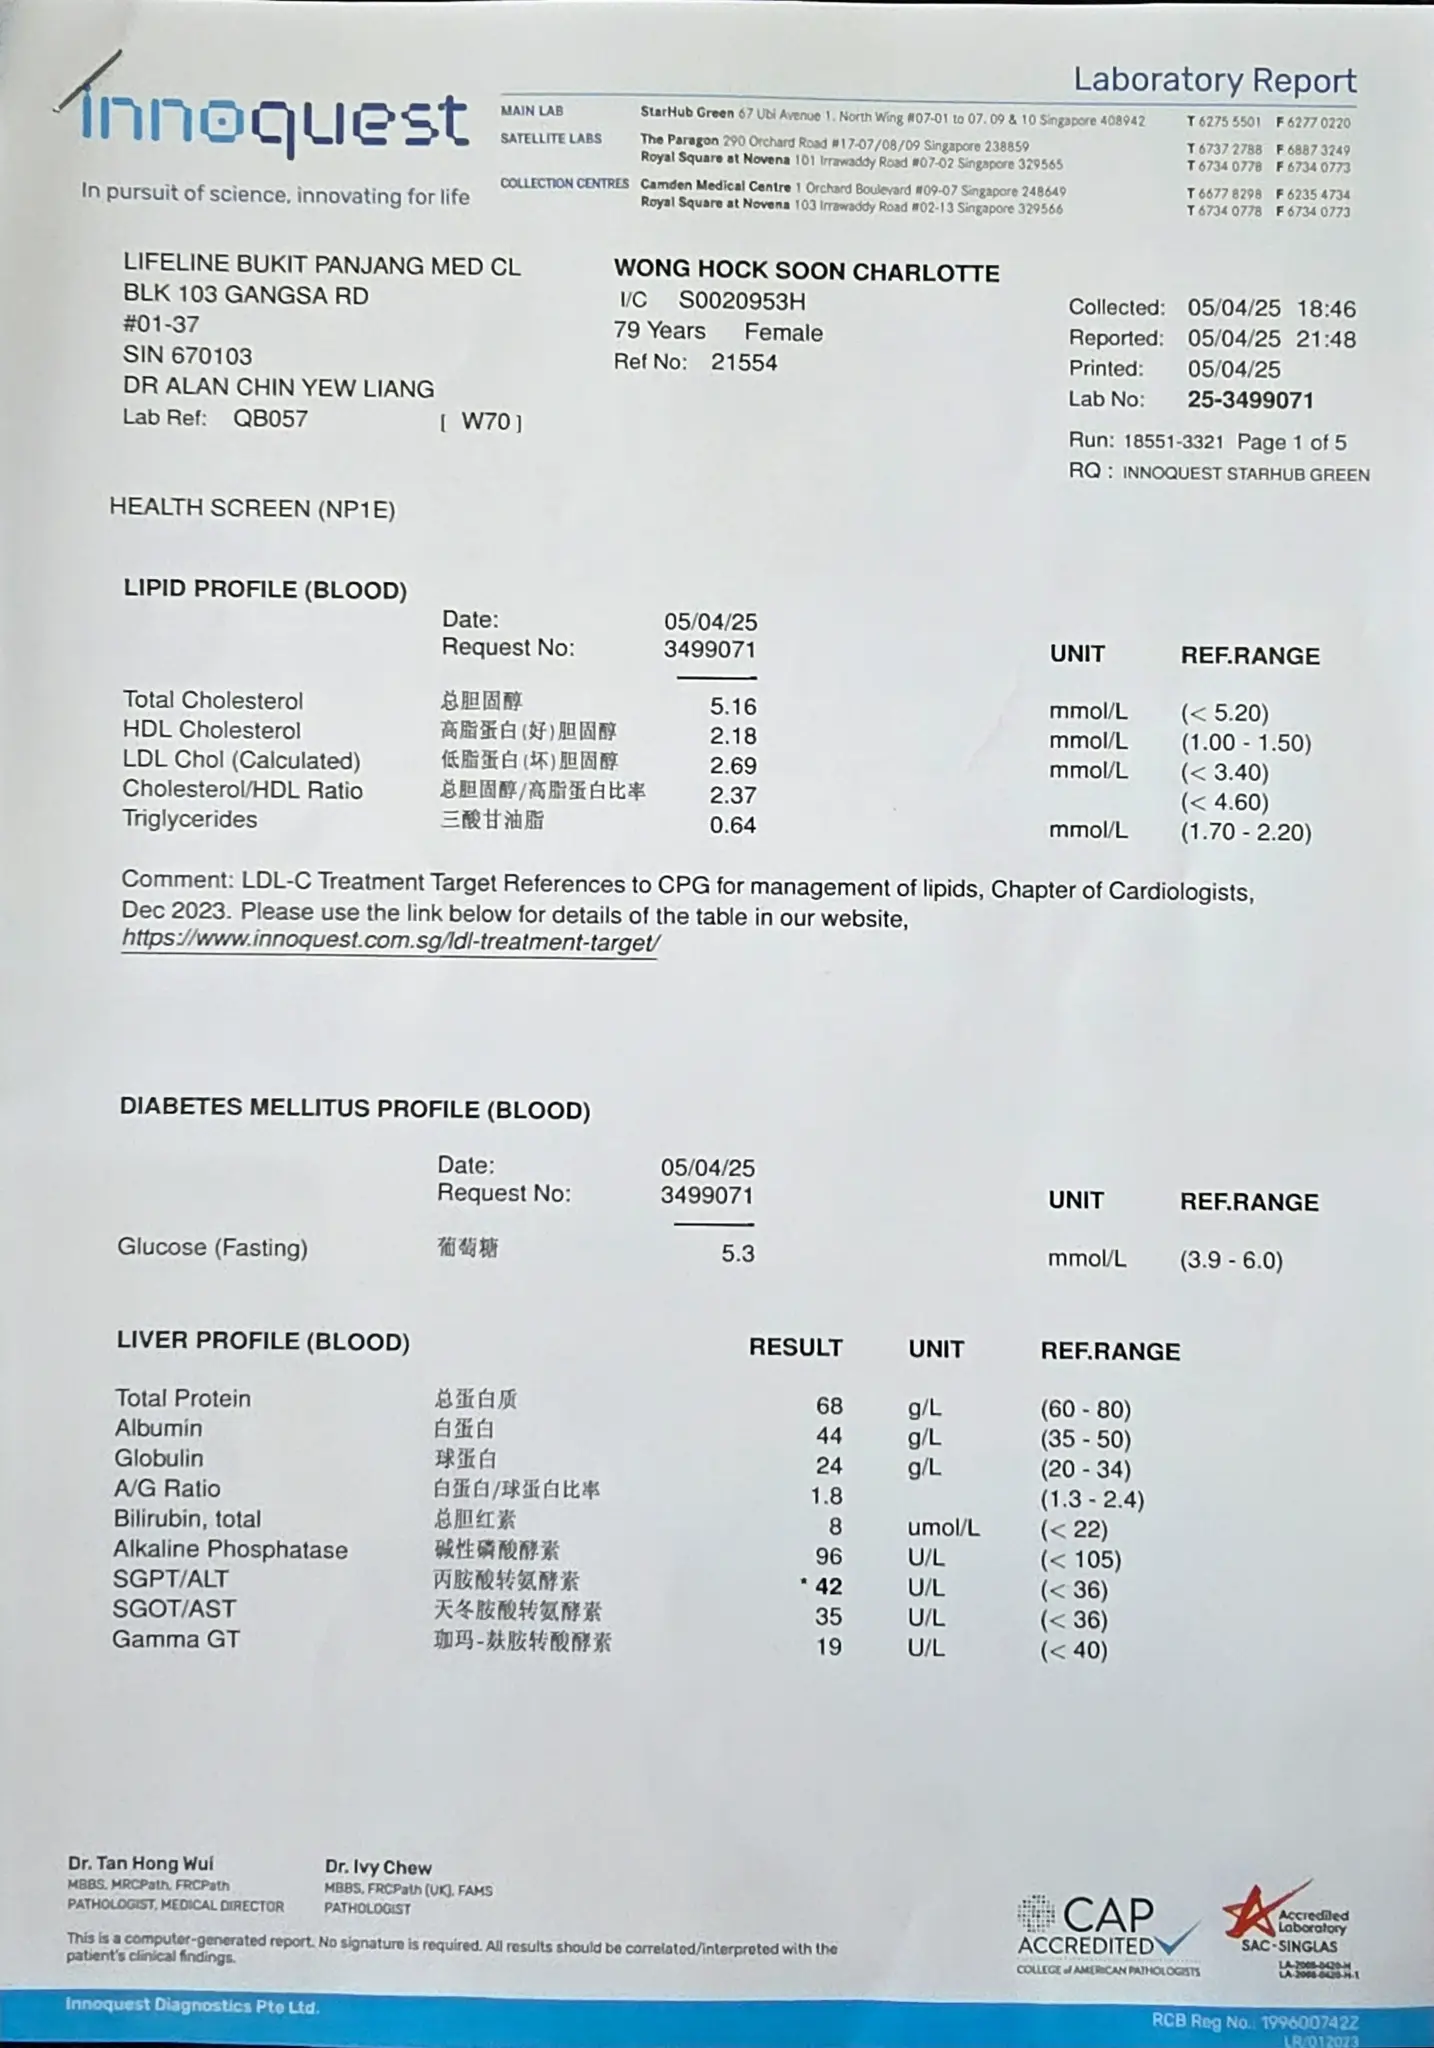 Laboratory Report
innoquest
In pursuit of science, innovating for life
MAIN LAB StarHub Green 67 Ubi Avenue 1, North Wing #07-01 to 07, 09 & 10 Singapore 408942 T 6275 5501 F 6277 0220
SATELLITE LABS The Paragon 290 Orchard Road #17-07/08/09 Singapore 238859 T 6737 2788 F 6887 3249
Royal Square at Novena 101 Irrawaddy Road #07-02 Singapore 329565 T 6734 0778 F 6734 0773
COLLECTION CENTRES Camden Medical Centre 1 Orchard Boulevard #09-07 Singapore 248649 T 6677 8298 F 6235 4734
Royal Square at Novena 103 Irrawaddy Road #02-13 Singapore 329566 T 6734 0778 F 6734 0773
LIFELINE BUKIT PANJANG MED CL
BLK 103 GANGSA RD
#01-37
SIN 670103
DR ALAN CHIN YEW LIANG
Lab Ref: QB057 [ W70 ]
WONG HOCK SOON CHARLOTTE
I/C S0020953H
79 Years Female
Ref No: 21554
Collected: 05/04/25 18:46
Reported: 05/04/25 21:48
Printed: 05/04/25
Lab No: 25-3499071
Run: 18551-3321 Page 1 of 5
RQ : INNOQUEST STARHUB GREEN
HEALTH SCREEN (NP1E)
LIPID PROFILE (BLOOD)
Date: 05/04/25
Request No: 3499071 UNIT REF.RANGE
Total Cholesterol 总胆固醇 5.16 mmol/L (< 5.20)
HDL Cholesterol 高脂蛋白(好)胆固醇 2.18 mmol/L (1.00 - 1.50)
LDL Chol (Calculated) 低脂蛋白(坏)胆固醇 2.69 mmol/L (< 3.40)
Cholesterol/HDL Ratio 总胆固醇/高脂蛋白比率 2.37 (< 4.60)
Triglycerides 三酸甘油脂 0.64 mmol/L (1.70 - 2.20)
Comment: LDL-C Treatment Target References to CPG for management of lipids, Chapter of Cardiologists,
Dec 2023. Please use the link below for details of the table in our website,
https://www.innoquest.com.sg/ldl-treatment-target/
DIABETES MELLITUS PROFILE (BLOOD)
Date: 05/04/25
Request No: 3499071 UNIT REF.RANGE
Glucose (Fasting) 葡萄糖 5.3 mmol/L (3.9 - 6.0)
LIVER PROFILE (BLOOD) RESULT UNIT REF.RANGE
Total Protein 总蛋白质 68 g/L (60 - 80)
Albumin 白蛋白 44 g/L (35 - 50)
Globulin 球蛋白 24 g/L (20 - 34)
A/G Ratio 白蛋白/球蛋白比率 1.8 (1.3 - 2.4)
Bilirubin, total 总胆红素 8 umol/L (< 22)
Alkaline Phosphatase 碱性磷酸酵素 96 U/L (< 105)
SGPT/ALT 丙胺酸转氨酵素 * 42 U/L (< 36)
SGOT/AST 天冬胺酸转氨酵素 35 U/L (< 36)
Gamma GT 珈玛-麸胺转酸酵素 19 U/L (< 40)
Dr. Tan Hong Wui
MBBS, MRCPath, FRCPath
PATHOLOGIST, MEDICAL DIRECTOR
Dr. Ivy Chew
MBBS, FRCPath (UK), FAMS
PATHOLOGIST
This is a computer-generated report. No signature is required. All results should be correlated/interpreted with the
patient's clinical findings.
CAP
ACCREDITED
COLLEGE of AMERICAN PATHOLOGISTS
Accredited
Laboratory
SAC-SINGLAS
LA-2008-0420-H
LA-2008-0420-H-1
Innoquest Diagnostics Pte Ltd.
RCB Reg No.: 199600742Z
LR/012023